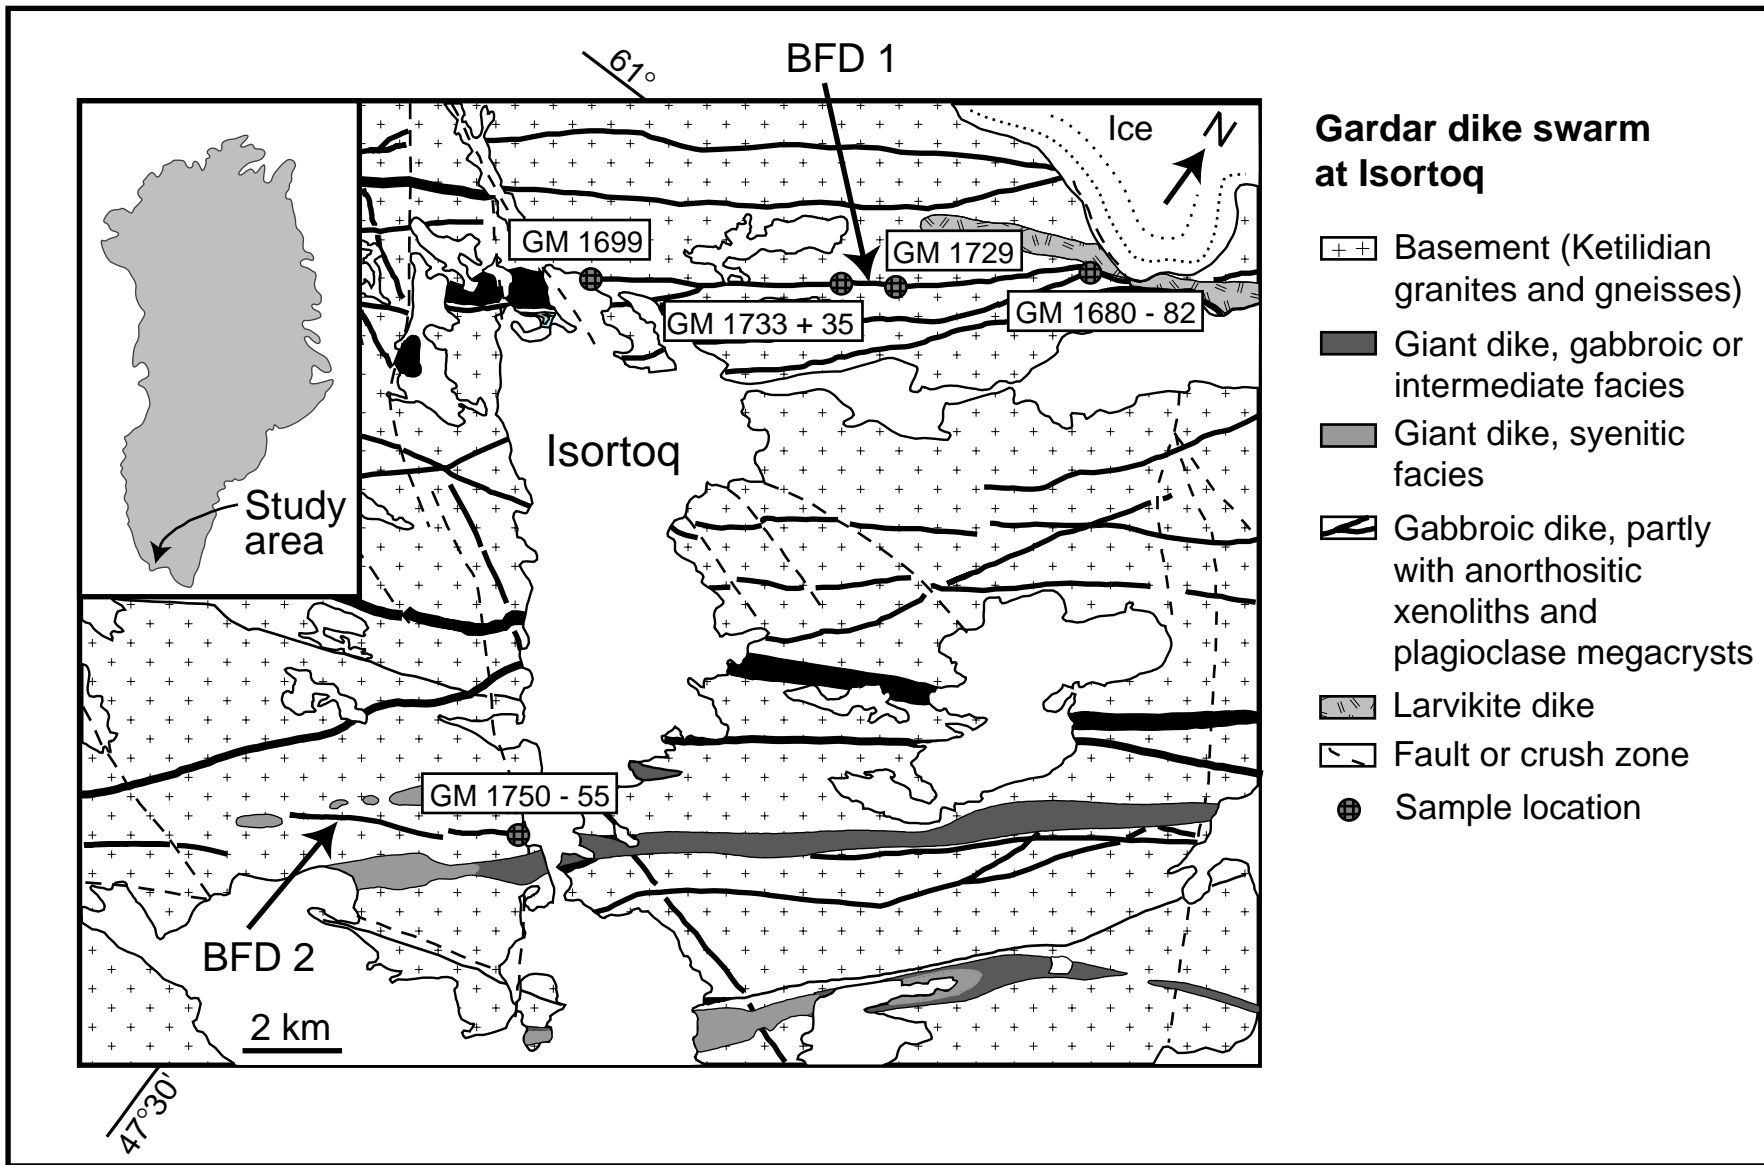 61°
BFD 1
Ice
N
GM 1699
GM 1729
GM 1733 + 35
GM 1680 - 82
Isortoq
Study
area
GM 1750 - 55
BFD 2
2 km
47°30'
Gardar dike swarm
at Isortoq
Basement (Ketilidian
granites and gneisses)
Giant dike, gabbroic or
intermediate facies
Giant dike, syenitic
facies
Gabbroic dike, partly
with anorthositic
xenoliths and
plagioclase megacrysts
Larvikite dike
Fault or crush zone
Sample location